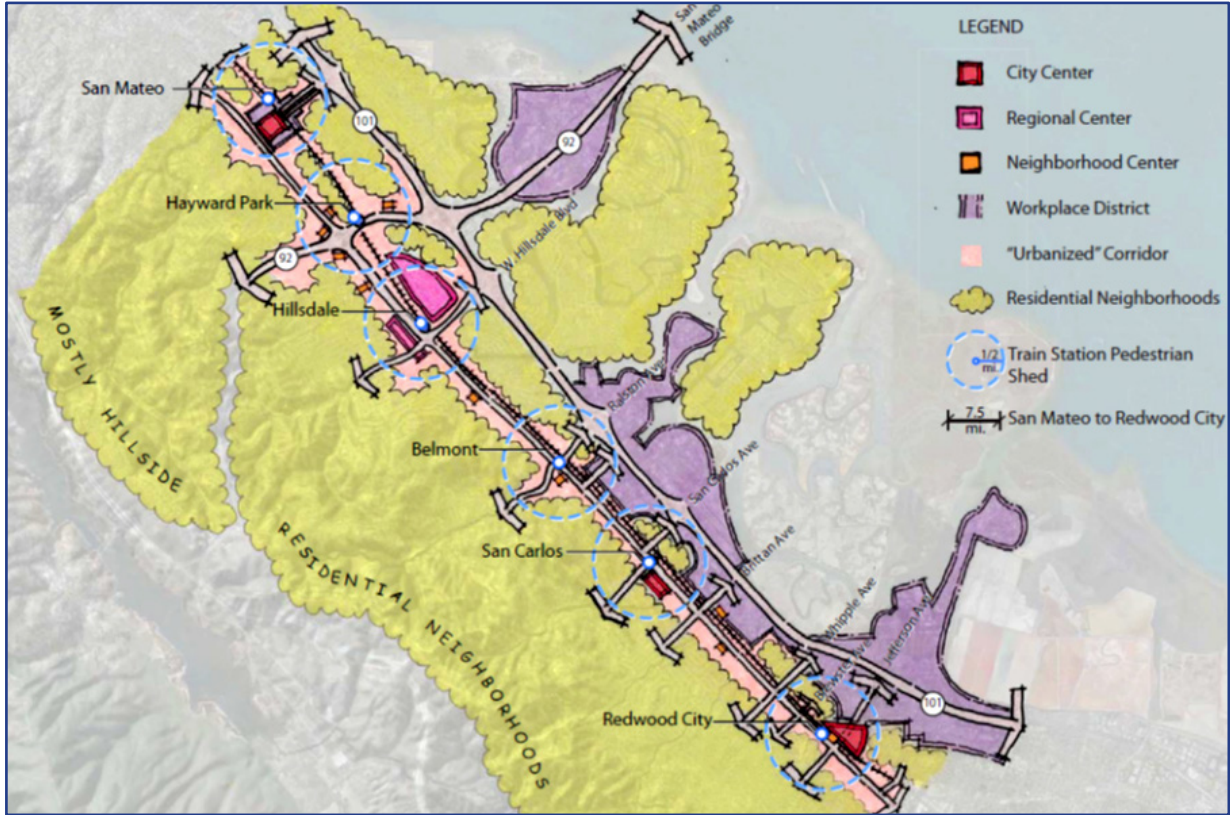 San
Mateo
Bridge
LEGEND
City Center
Regional Center
Neighborhood Center
Workplace District
"Urbanized" Corridor
Residential Neighborhoods
1/2
mi.
Train Station Pedestrian
Shed
7.5
mi.
San Mateo to Redwood City
San Mateo
101
92
Hayward Park
W Hillsdale Blvd
92
Hillsdale
MOSTLY HILLSIDE
RESIDENTIAL NEIGHBORHOODS
Ralston Ave
Belmont
San Carlos Ave
San Carlos
Brittan Ave
Whipple Ave
Brewster Ave
Jefferson Ave
101
Redwood City